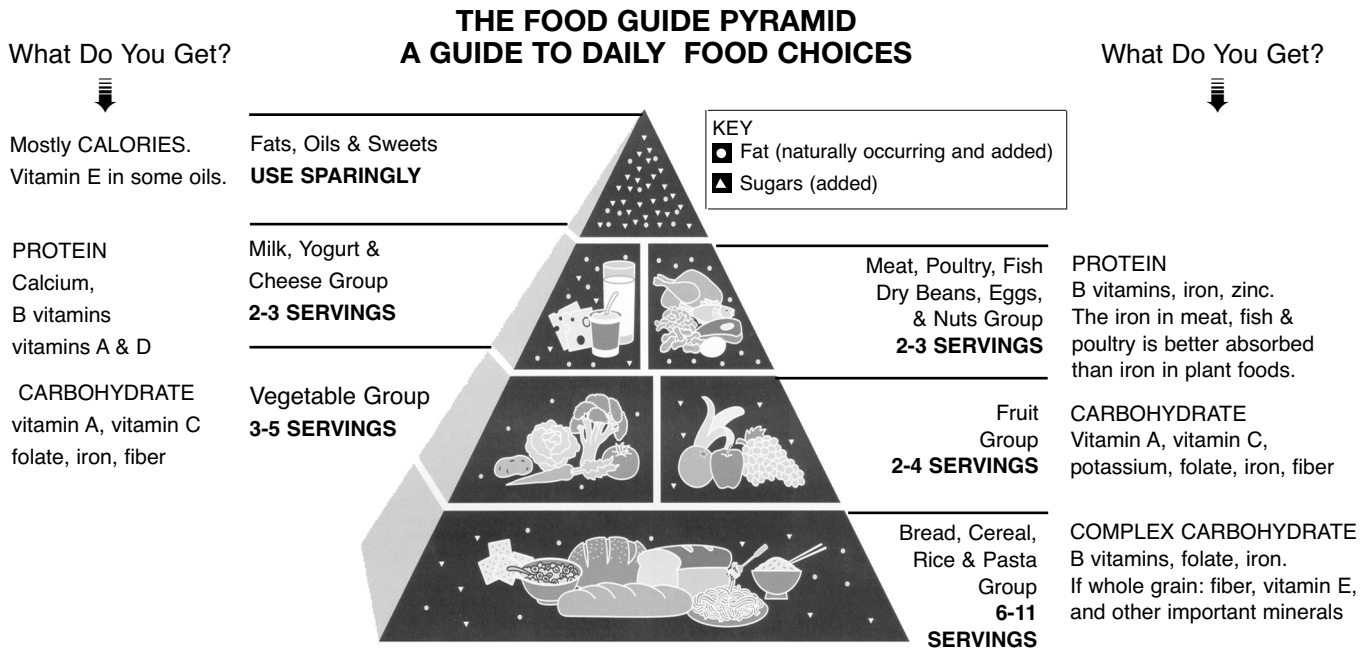 THE FOOD GUIDE PYRAMID
A GUIDE TO DAILY FOOD CHOICES
What Do You Get?
Mostly CALORIES.
Vitamin E in some oils.
PROTEIN
Calcium,
B vitamins
vitamins A & D
CARBOHYDRATE
vitamin A, vitamin C
folate, iron, fiber
Fats, Oils & Sweets
USE SPARINGLY
Milk, Yogurt &
Cheese Group
2-3 SERVINGS
Vegetable Group
3-5 SERVINGS
KEY
Fat (naturally occurring and added)
Sugars (added)
Meat, Poultry, Fish
Dry Beans, Eggs,
& Nuts Group
2-3 SERVINGS
Fruit
Group
2-4 SERVINGS
Bread, Cereal,
Rice & Pasta
Group
6-11
SERVINGS
What Do You Get?
PROTEIN
B vitamins, iron, zinc.
The iron in meat, fish &
poultry is better absorbed
than iron in plant foods.
CARBOHYDRATE
Vitamin A, vitamin C,
potassium, folate, iron, fiber
COMPLEX CARBOHYDRATE
B vitamins, folate, iron.
If whole grain: fiber, vitamin E,
and other important minerals